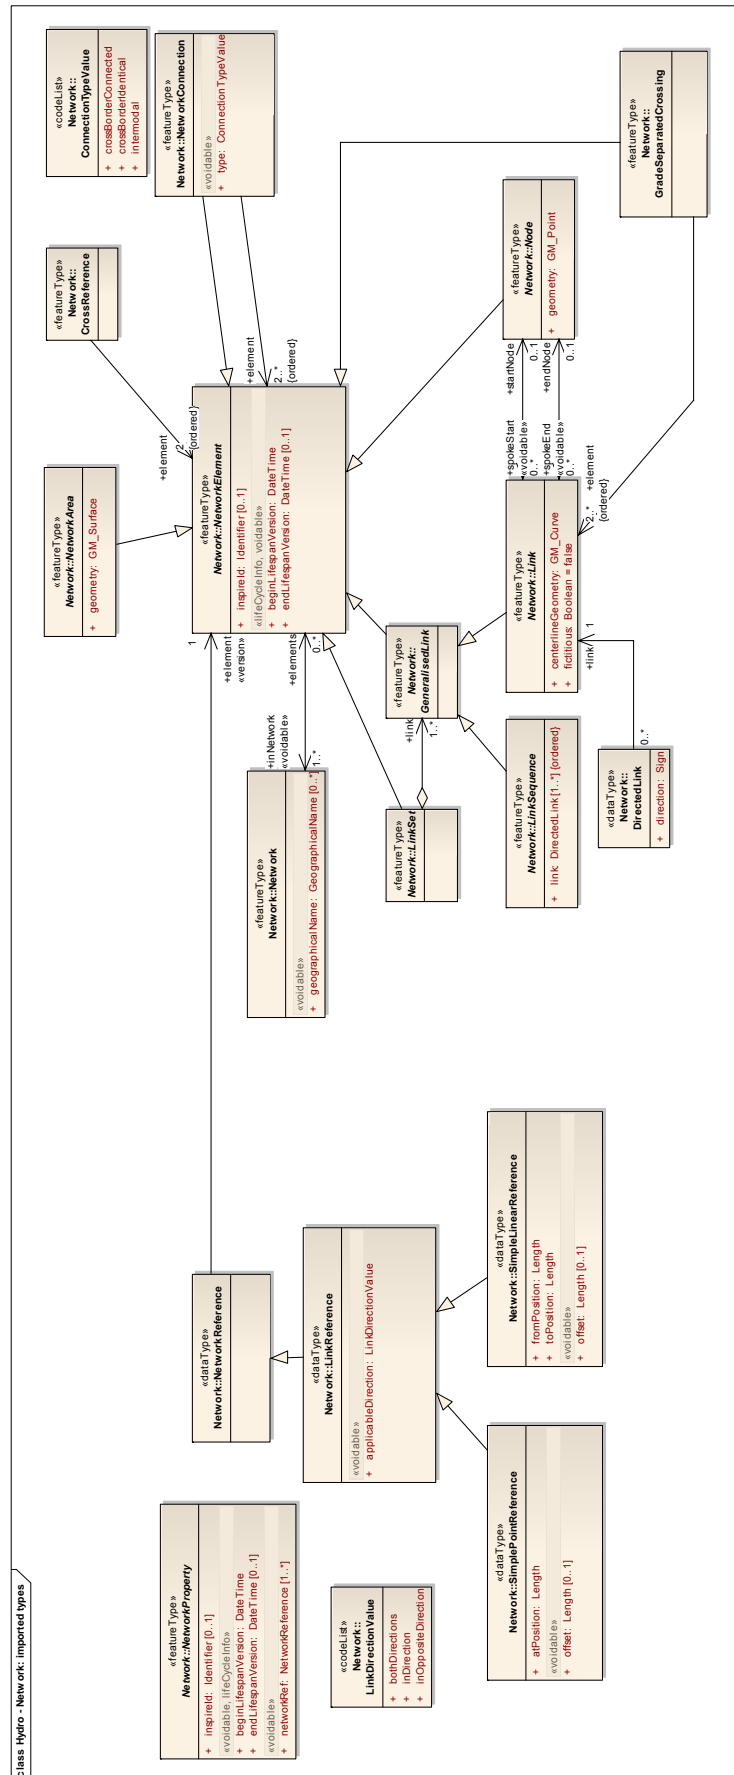 class Hydro - Network: imported types
«featureType»
Network::NetworkProperty
+ inspireId: Identifier [0..1]
«voidable, lifeCycleInfo»
+ beginLifespanVersion: DateTime
+ endLifespanVersion: DateTime [0..1]
«voidable»
+ networkRef: NetworkReference [1..*]
«codeList»
Network::
LinkDirectionValue
+ bothDirections
+ inDirection
+ inOppositeDirection
«dataType»
Network::NetworkReference
«dataType»
Network::LinkReference
«voidable»
+ applicableDirection: LinkDirectionValue
«dataType»
Network::SimplePointReference
+ atPosition: Length
«voidable»
+ offset: Length [0..1]
«dataType»
Network::SimpleLinearReference
+ fromPosition: Length
+ toPosition: Length
«voidable»
+ offset: Length [0..1]
«featureType»
Network::Network
«voidable»
+ geographicalName: GeographicalName [0..*]
+inNetwork
«voidable»
1..*
+elements
0..*
1
+element
«version»
«featureType»
Network::NetworkArea
+ geometry: GM_Surface
«featureType»
Network::NetworkElement
+ inspireId: Identifier [0..1]
«lifeCycleInfo, voidable»
+ beginLifespanVersion: DateTime
+ endLifespanVersion: DateTime [0..1]
«featureType»
Network::
CrossReference
+element
2..*
{ordered}
«codeList»
Network::
ConnectionTypeValue
+ crossBorderConnected
+ crossBorderIdentical
+ intermodal
«featureType»
Network::NetworkConnection
«voidable»
+ type: ConnectionTypeValue
+element
2..*
{ordered}
«featureType»
Network::LinkSet
+link
1..*
«featureType»
Network::
GeneralisedLink
«featureType»
Network::LinkSequence
+ link: DirectedLink [1..*] {ordered}
«featureType»
Network::Link
+ centerlineGeometry: GM_Curve
+ fictitious: Boolean = false
«dataType»
Network::
DirectedLink
+ direction: Sign
0..*
+link
1
+spokeStart
«voidable»
0..*
+startNode
0..1
+spokeEnd
«voidable»
0..*
+endNode
0..1
«featureType»
Network::Node
+ geometry: GM_Point
+element
2..*
{ordered}
«featureType»
Network::
GradeSeparatedCrossing